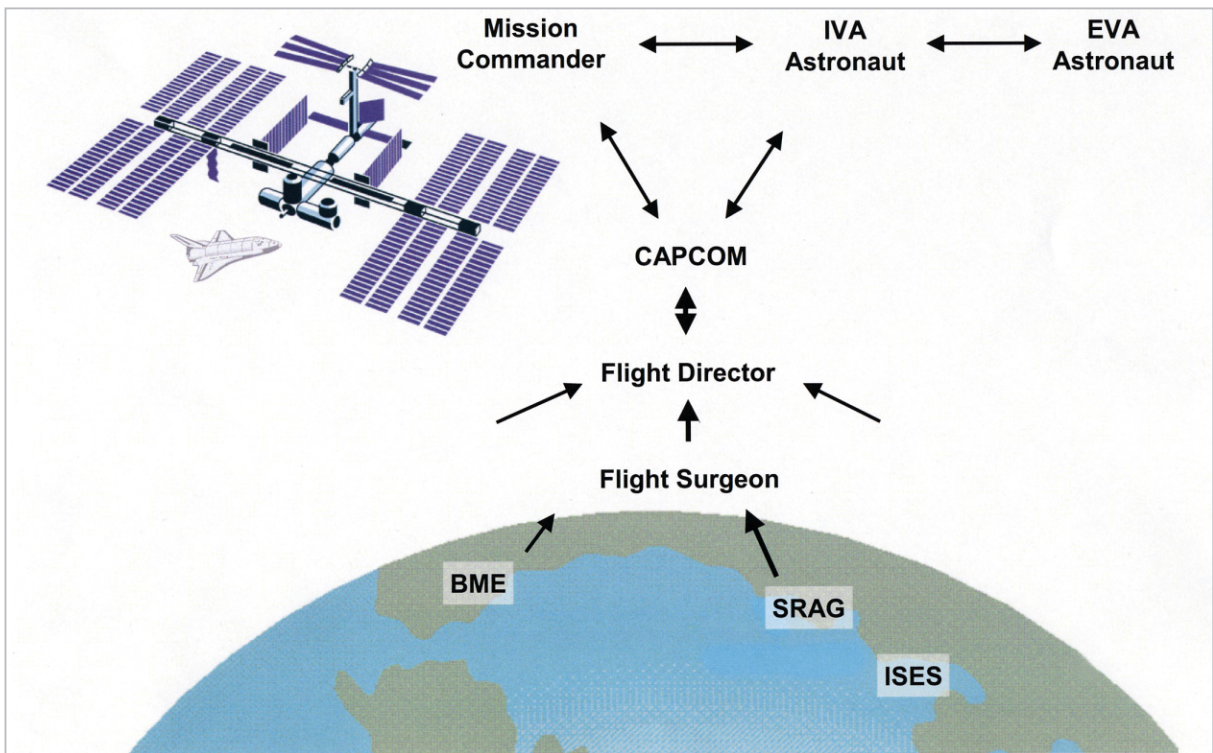 Mission
Commander
IVA
Astronaut
EVA
Astronaut
CAPCOM
Flight Director
Flight Surgeon
BME
SRAG
ISES